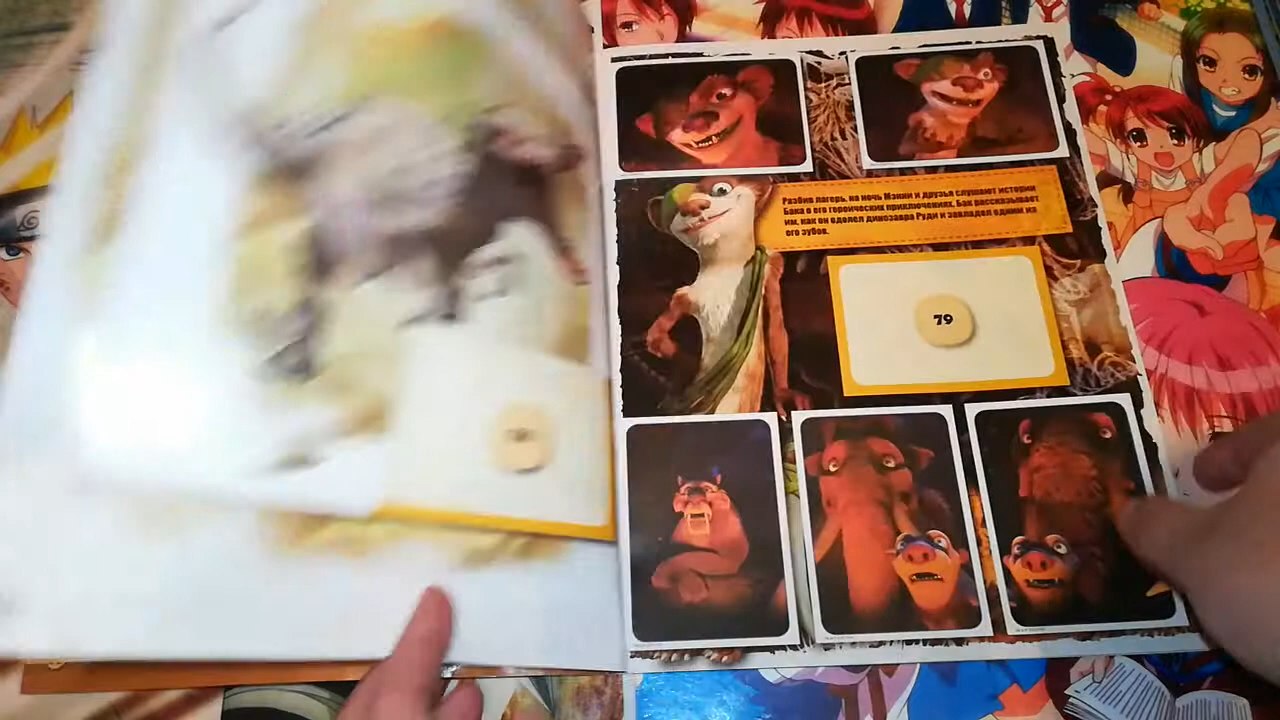 Разбив лагерь, на ночь Мэнни и друзья слушают истории
Бака о его героических приключениях. Бак рассказывает
им, как он одолел динозавра Руди и завладел одним из
его зубов.
79